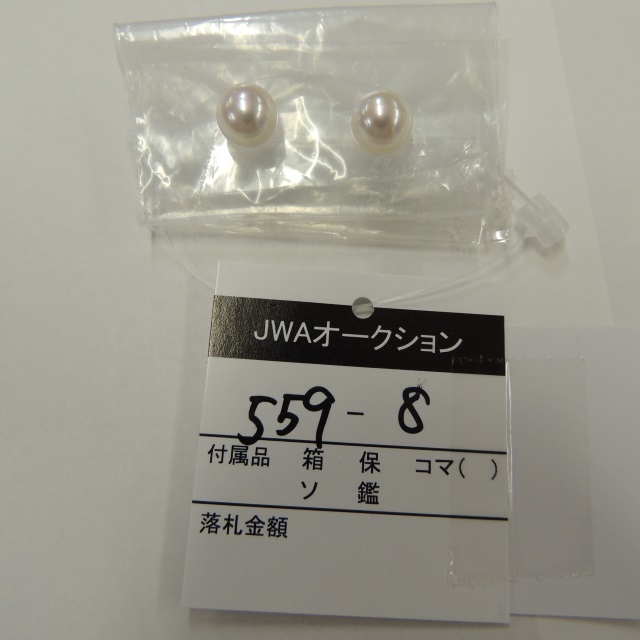 JWAオークション
559-8
付属品 箱 保 コマ( )
ソ 鑑
落札金額